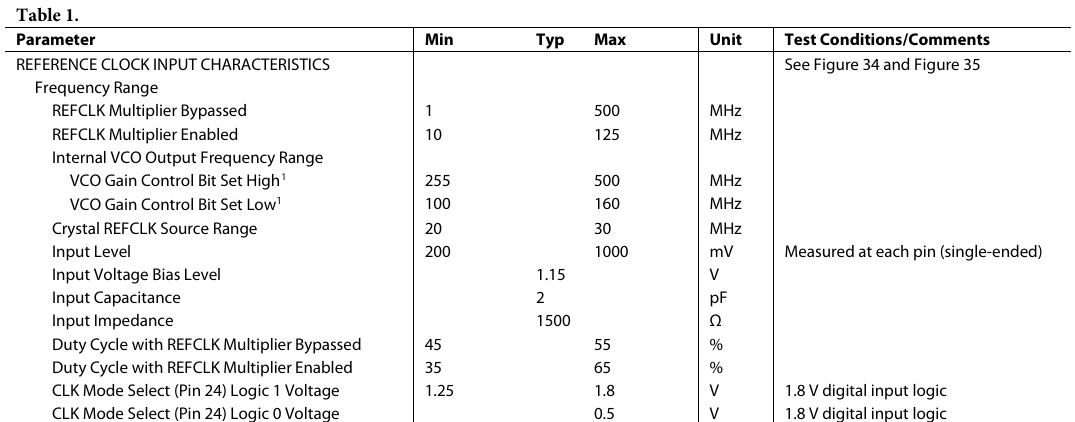 Table 1.
Parameter Min Typ Max Unit Test Conditions/Comments
REFERENCE CLOCK INPUT CHARACTERISTICS See Figure 34 and Figure 35
Frequency Range
REFCLK Multiplier Bypassed 1 500 MHz
REFCLK Multiplier Enabled 10 125 MHz
Internal VCO Output Frequency Range
VCO Gain Control Bit Set High¹ 255 500 MHz
VCO Gain Control Bit Set Low¹ 100 160 MHz
Crystal REFCLK Source Range 20 30 MHz
Input Level 200 1000 mV Measured at each pin (single-ended)
Input Voltage Bias Level 1.15 V
Input Capacitance 2 pF
Input Impedance 1500 Ω
Duty Cycle with REFCLK Multiplier Bypassed 45 55 %
Duty Cycle with REFCLK Multiplier Enabled 35 65 %
CLK Mode Select (Pin 24) Logic 1 Voltage 1.25 1.8 V 1.8 V digital input logic
CLK Mode Select (Pin 24) Logic 0 Voltage 0.5 V 1.8 V digital input logic